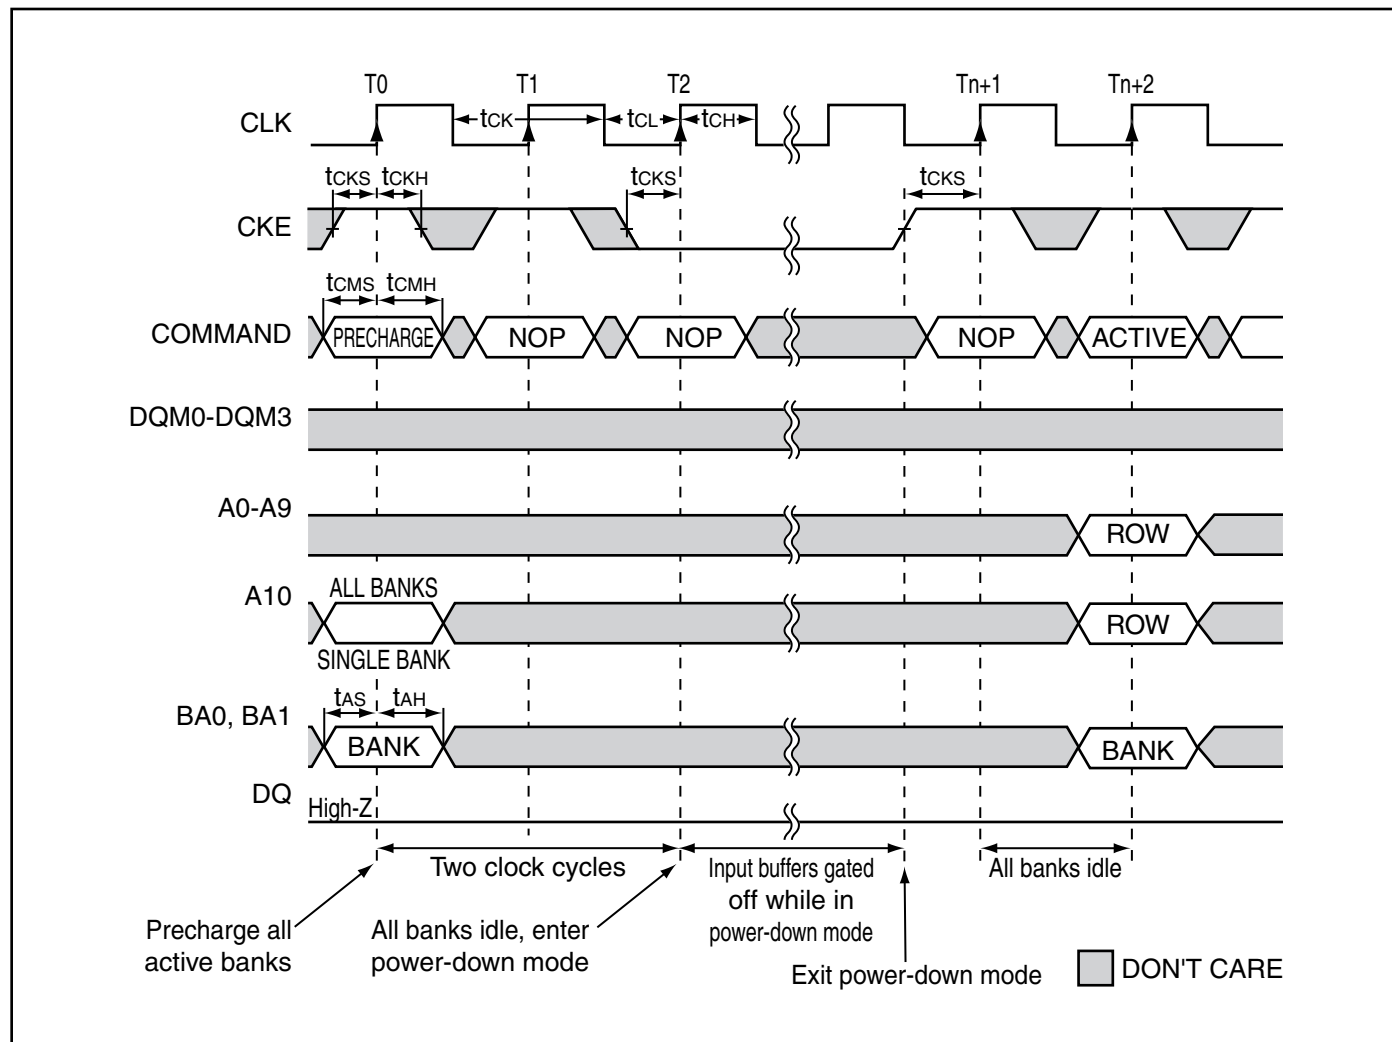 T0 T1 T2 Tn+1 Tn+2
CLK tCK tCL tCH
tCKS tCKH tCKS tCKS
CKE
tCMS tCMH
COMMAND PRECHARGE NOP NOP NOP ACTIVE
DQM0-DQM3
A0-A9 ROW
A10 ALL BANKS ROW
SINGLE BANK
tAS tAH
BA0, BA1 BANK BANK
DQ
High-Z
Two clock cycles
Input buffers gated
off while in
power-down mode
All banks idle
Precharge all
active banks
All banks idle, enter
power-down mode
Exit power-down mode
DON'T CARE